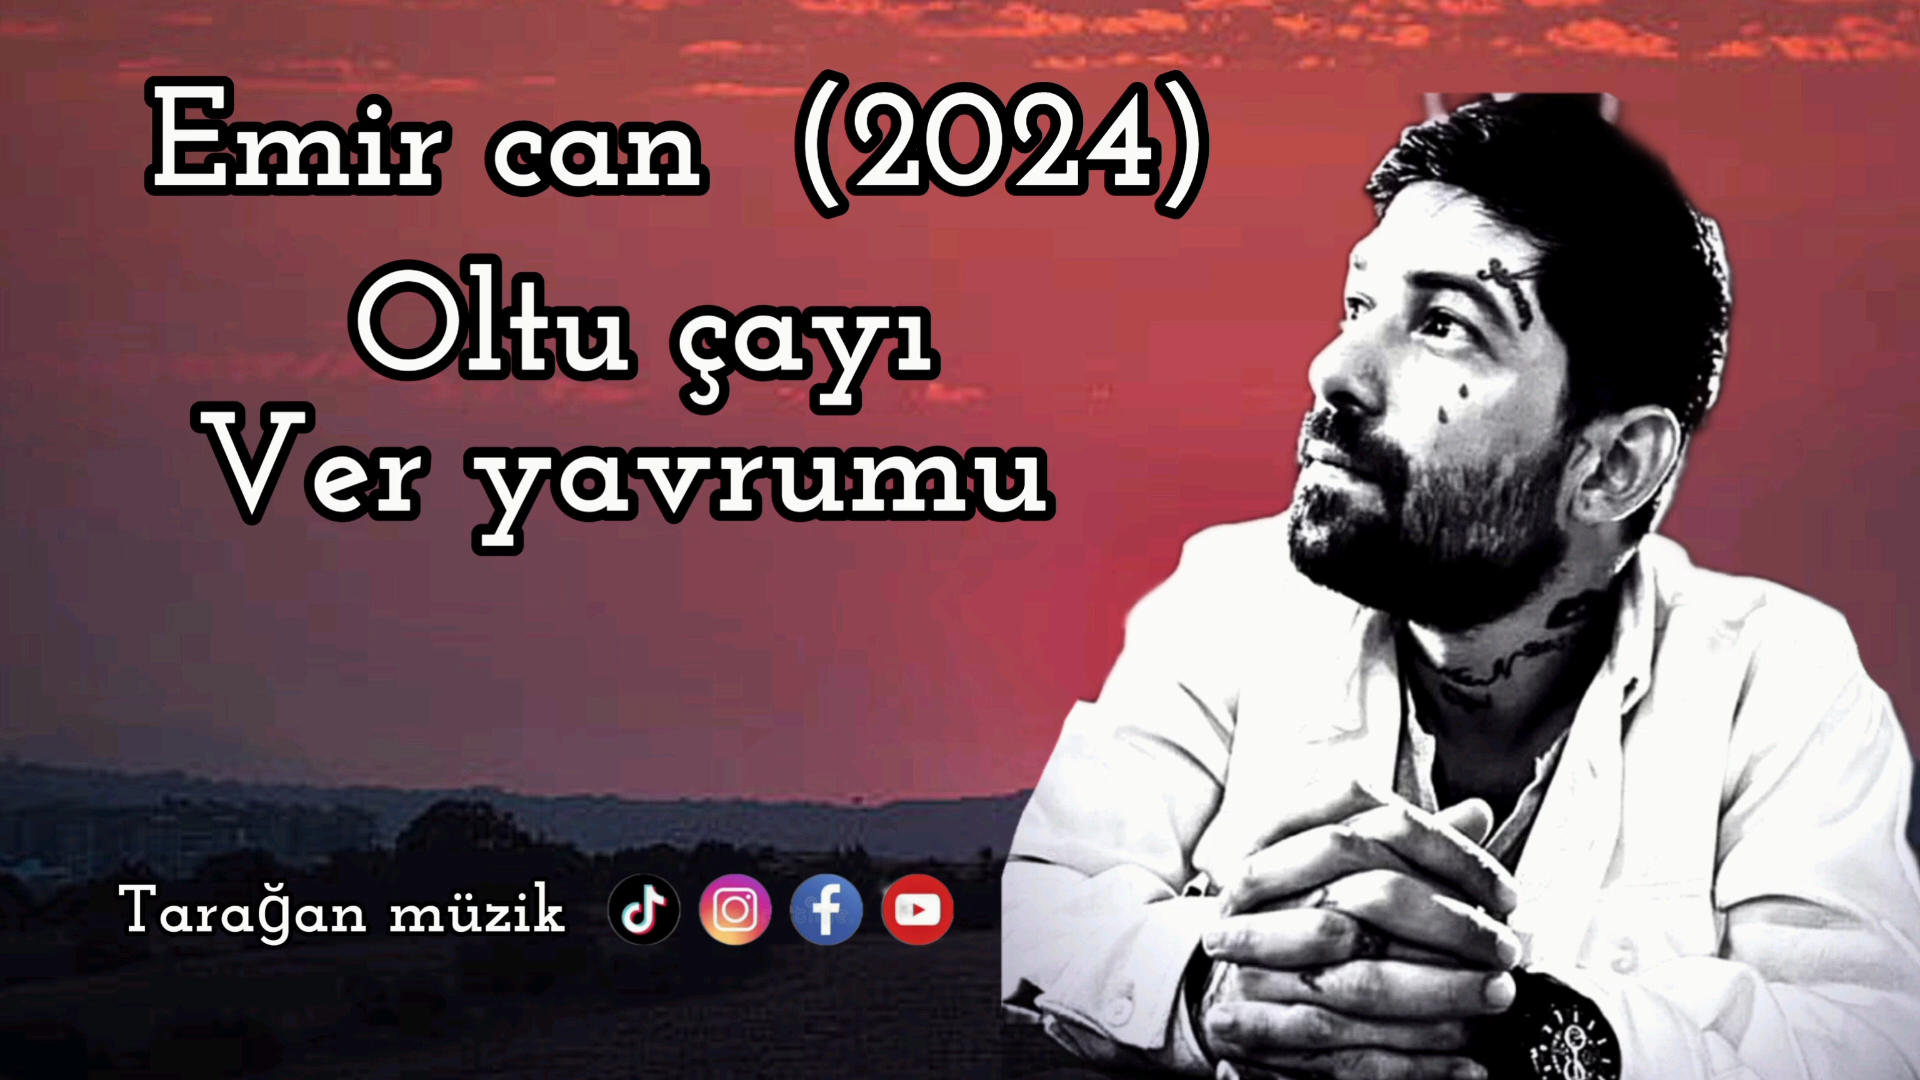 Emir can (2024)
Oltu çayı
Ver yavrumu
Tarağan müzik